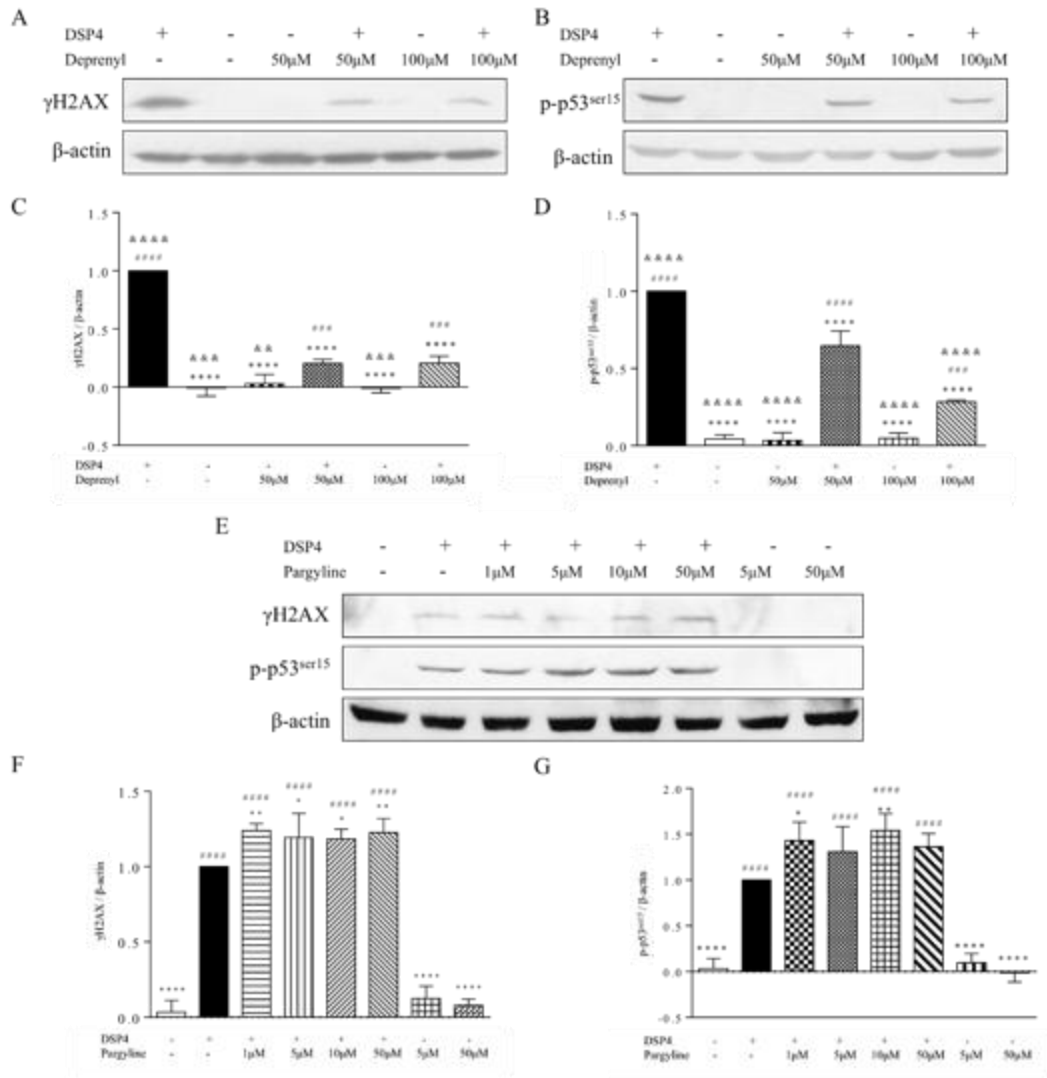 A
DSP4 + - - + - +
Deprenyl - - 50μM 50μM 100μM 100μM
γH2AX
β-actin
B
DSP4 + - - + - +
Deprenyl - - 50μM 50μM 100μM 100μM
p-p53ser15
β-actin
C
1.5
1.0
0.5
0.0
-0.5
γH2AX / β-actin
&&&& &&& && &&& 
#### ### ###
**** **** **** **** ****
DSP4 + - - + - +
Deprenyl - - 50μM 50μM 100μM 100μM
D
1.5
1.0
0.5
0.0
p-p53ser15 / β-actin
&&&& &&&& &&&& &&&& &&&&
#### #### ###
**** **** **** **** ****
DSP4 + - - + - +
Deprenyl - - 50μM 50μM 100μM 100μM
E
DSP4 - + + + + + - -
Pargyline - - 1μM 5μM 10μM 50μM 5μM 50μM
γH2AX
p-p53ser15
β-actin
F
1.5
1.0
0.5
0.0
γH2AX / β-actin
#### #### #### #### ####
**** ** * * ** **** ****
DSP4 - + + + + + - -
Pargyline - - 1μM 5μM 10μM 50μM 5μM 50μM
G
2.0
1.5
1.0
0.5
0.0
-0.5
p-p53ser15 / β-actin
#### #### #### #### ####
**** * ** **** ****
DSP4 - + + + + + - -
Pargyline - - 1μM 5μM 10μM 50μM 5μM 50μM